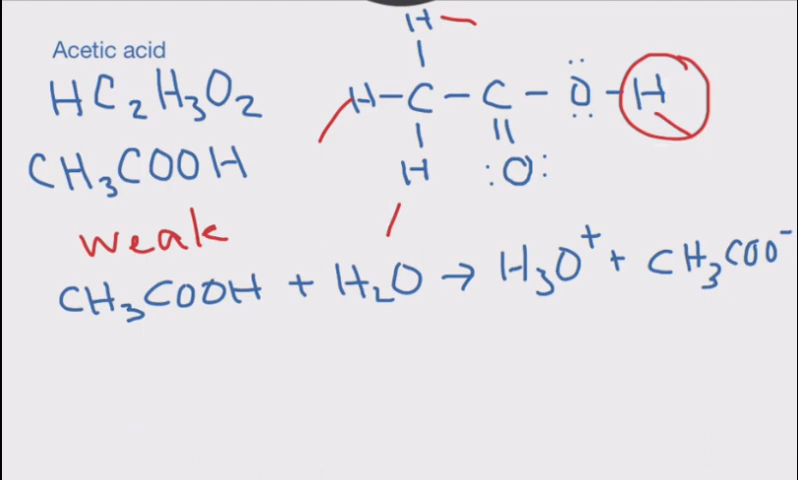 Acetic acid
HC₂H₃O₂
CH₃COOH
weak
H
H–C–C–Ö–H
H :O:
CH₃COOH + H₂O → H₃O⁺ + CH₃COO⁻